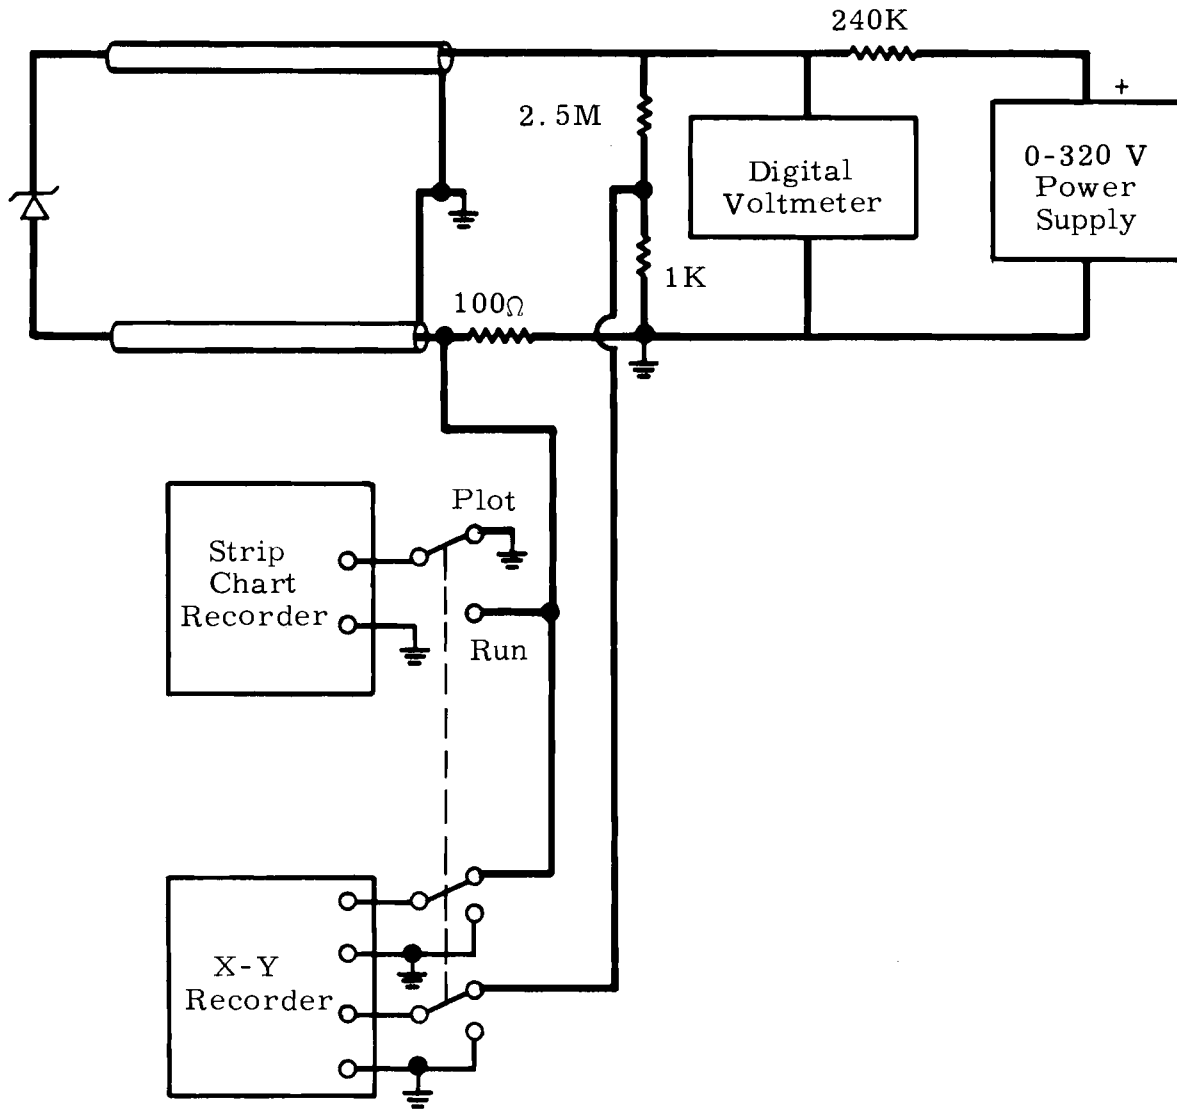 240K
+
2.5M
Digital
Voltmeter
0-320 V
Power
Supply
1K
100Ω
Plot
Strip
Chart
Recorder
Run
X-Y
Recorder